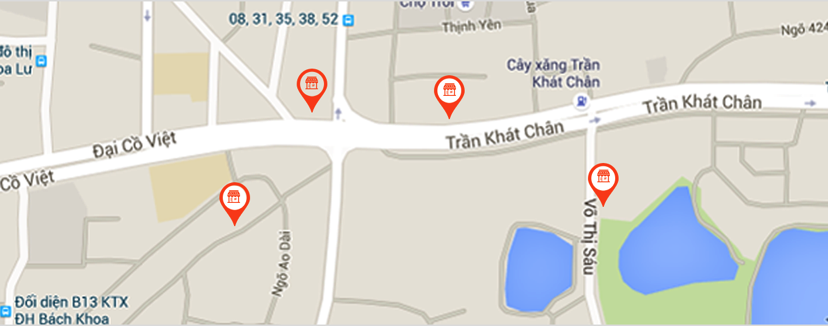 Chợ Trời
08, 31, 35, 38, 52
Thịnh Yên
Ngõ 424
đô thị
oa Lư
Cây xăng Trần
Khát Chân
Trần Khát Chân
Trần Khát Chân
Đại Cồ Việt
Cồ Việt
Võ Thị Sáu
Ngõ Ao Dài
Đối diện B13 KTX
ĐH Bách Khoa